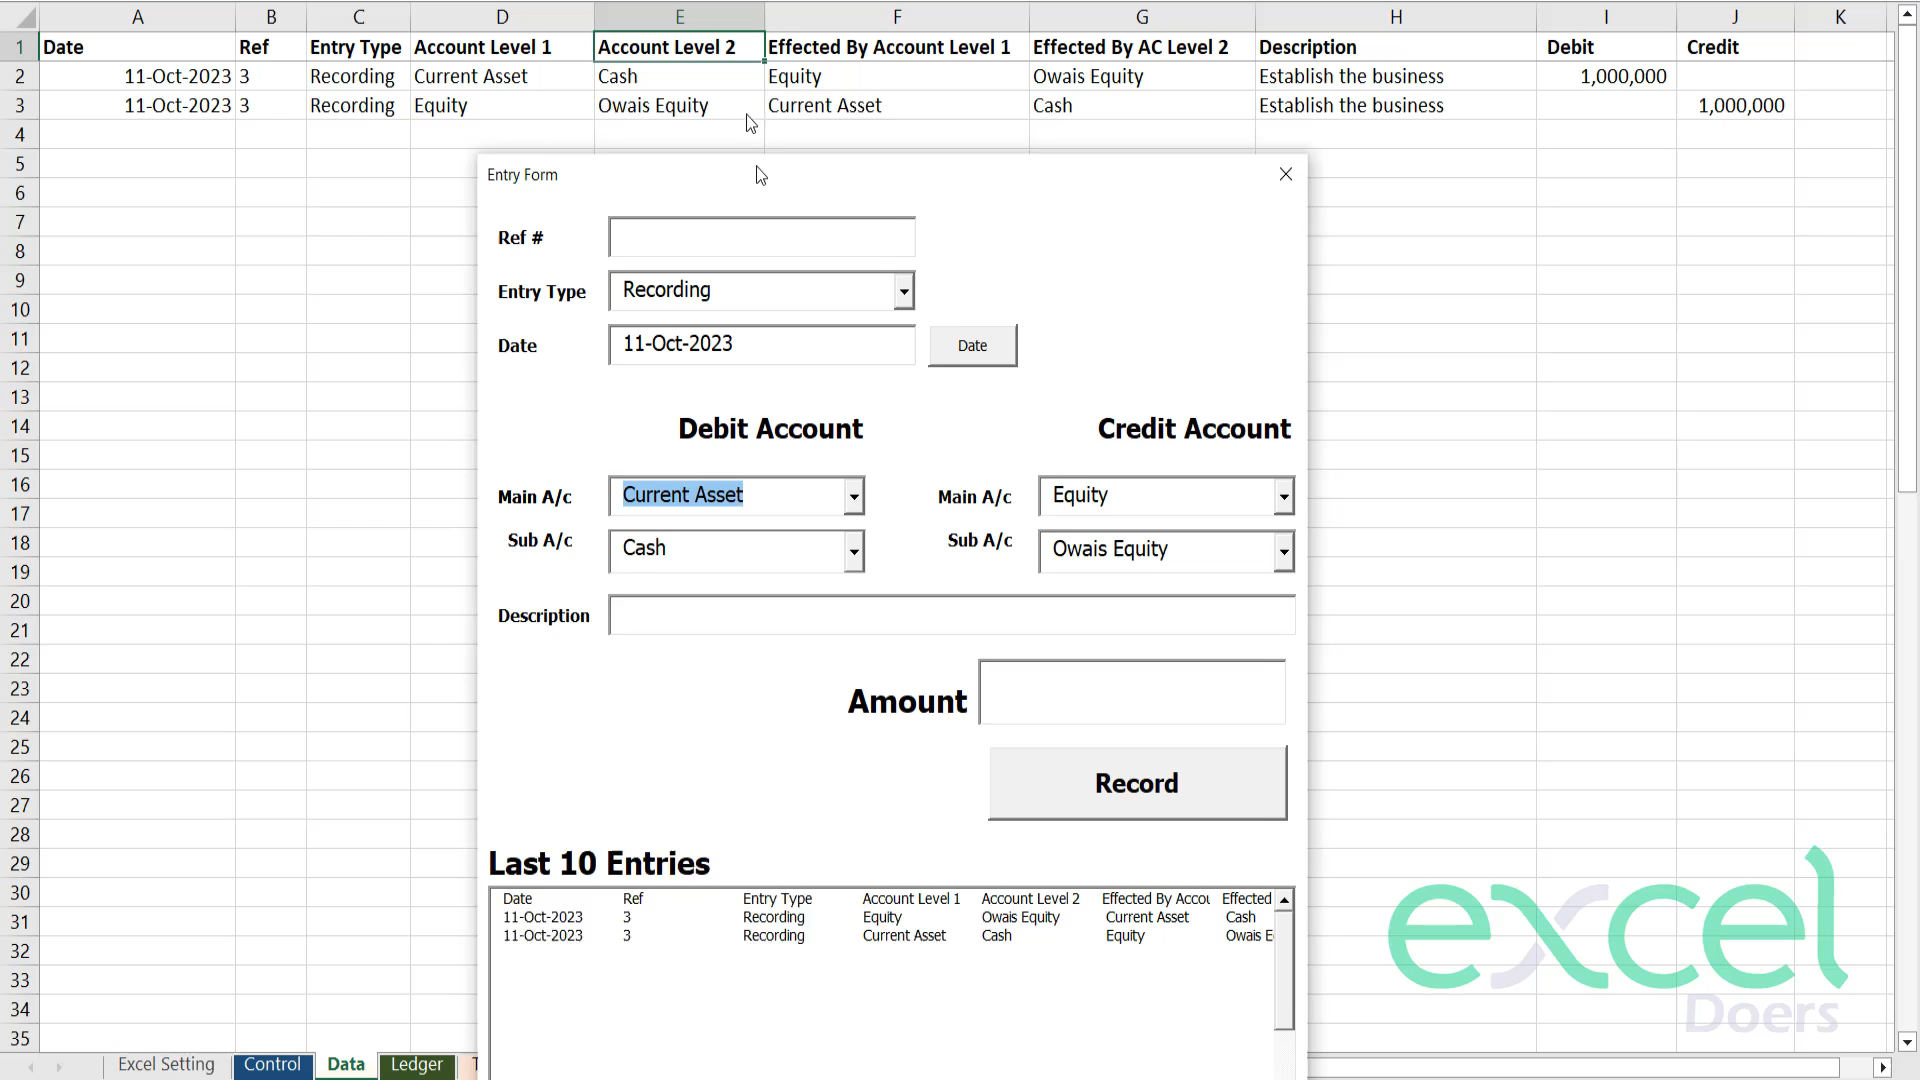 A B C D E F G H I J K
1 Date Ref Entry Type Account Level 1 Account Level 2 Effected By Account Level 1 Effected By AC Level 2 Description Debit Credit
2 11-Oct-2023 3 Recording Current Asset Cash Equity Owais Equity Establish the business 1,000,000
3 11-Oct-2023 3 Recording Equity Owais Equity Current Asset Cash Establish the business 1,000,000
4
5
6
7
8
9
10
11
12
13
14
15
16
17
18
19
20
21
22
23
24
25
26
27
28
29
30
31
32
33
34
35
Entry Form
Ref #
Entry Type Recording
Date 11-Oct-2023 Date
Debit Account Credit Account
Main A/c Current Asset Main A/c Equity
Sub A/c Cash Sub A/c Owais Equity
Description
Amount
Record
Last 10 Entries
Date Ref Entry Type Account Level 1 Account Level 2 Effected By Accou Effected
11-Oct-2023 3 Recording Equity Owais Equity Current Asset Cash
11-Oct-2023 3 Recording Current Asset Cash Equity Owais E
excel
Doers
Excel Setting Control Data Ledger